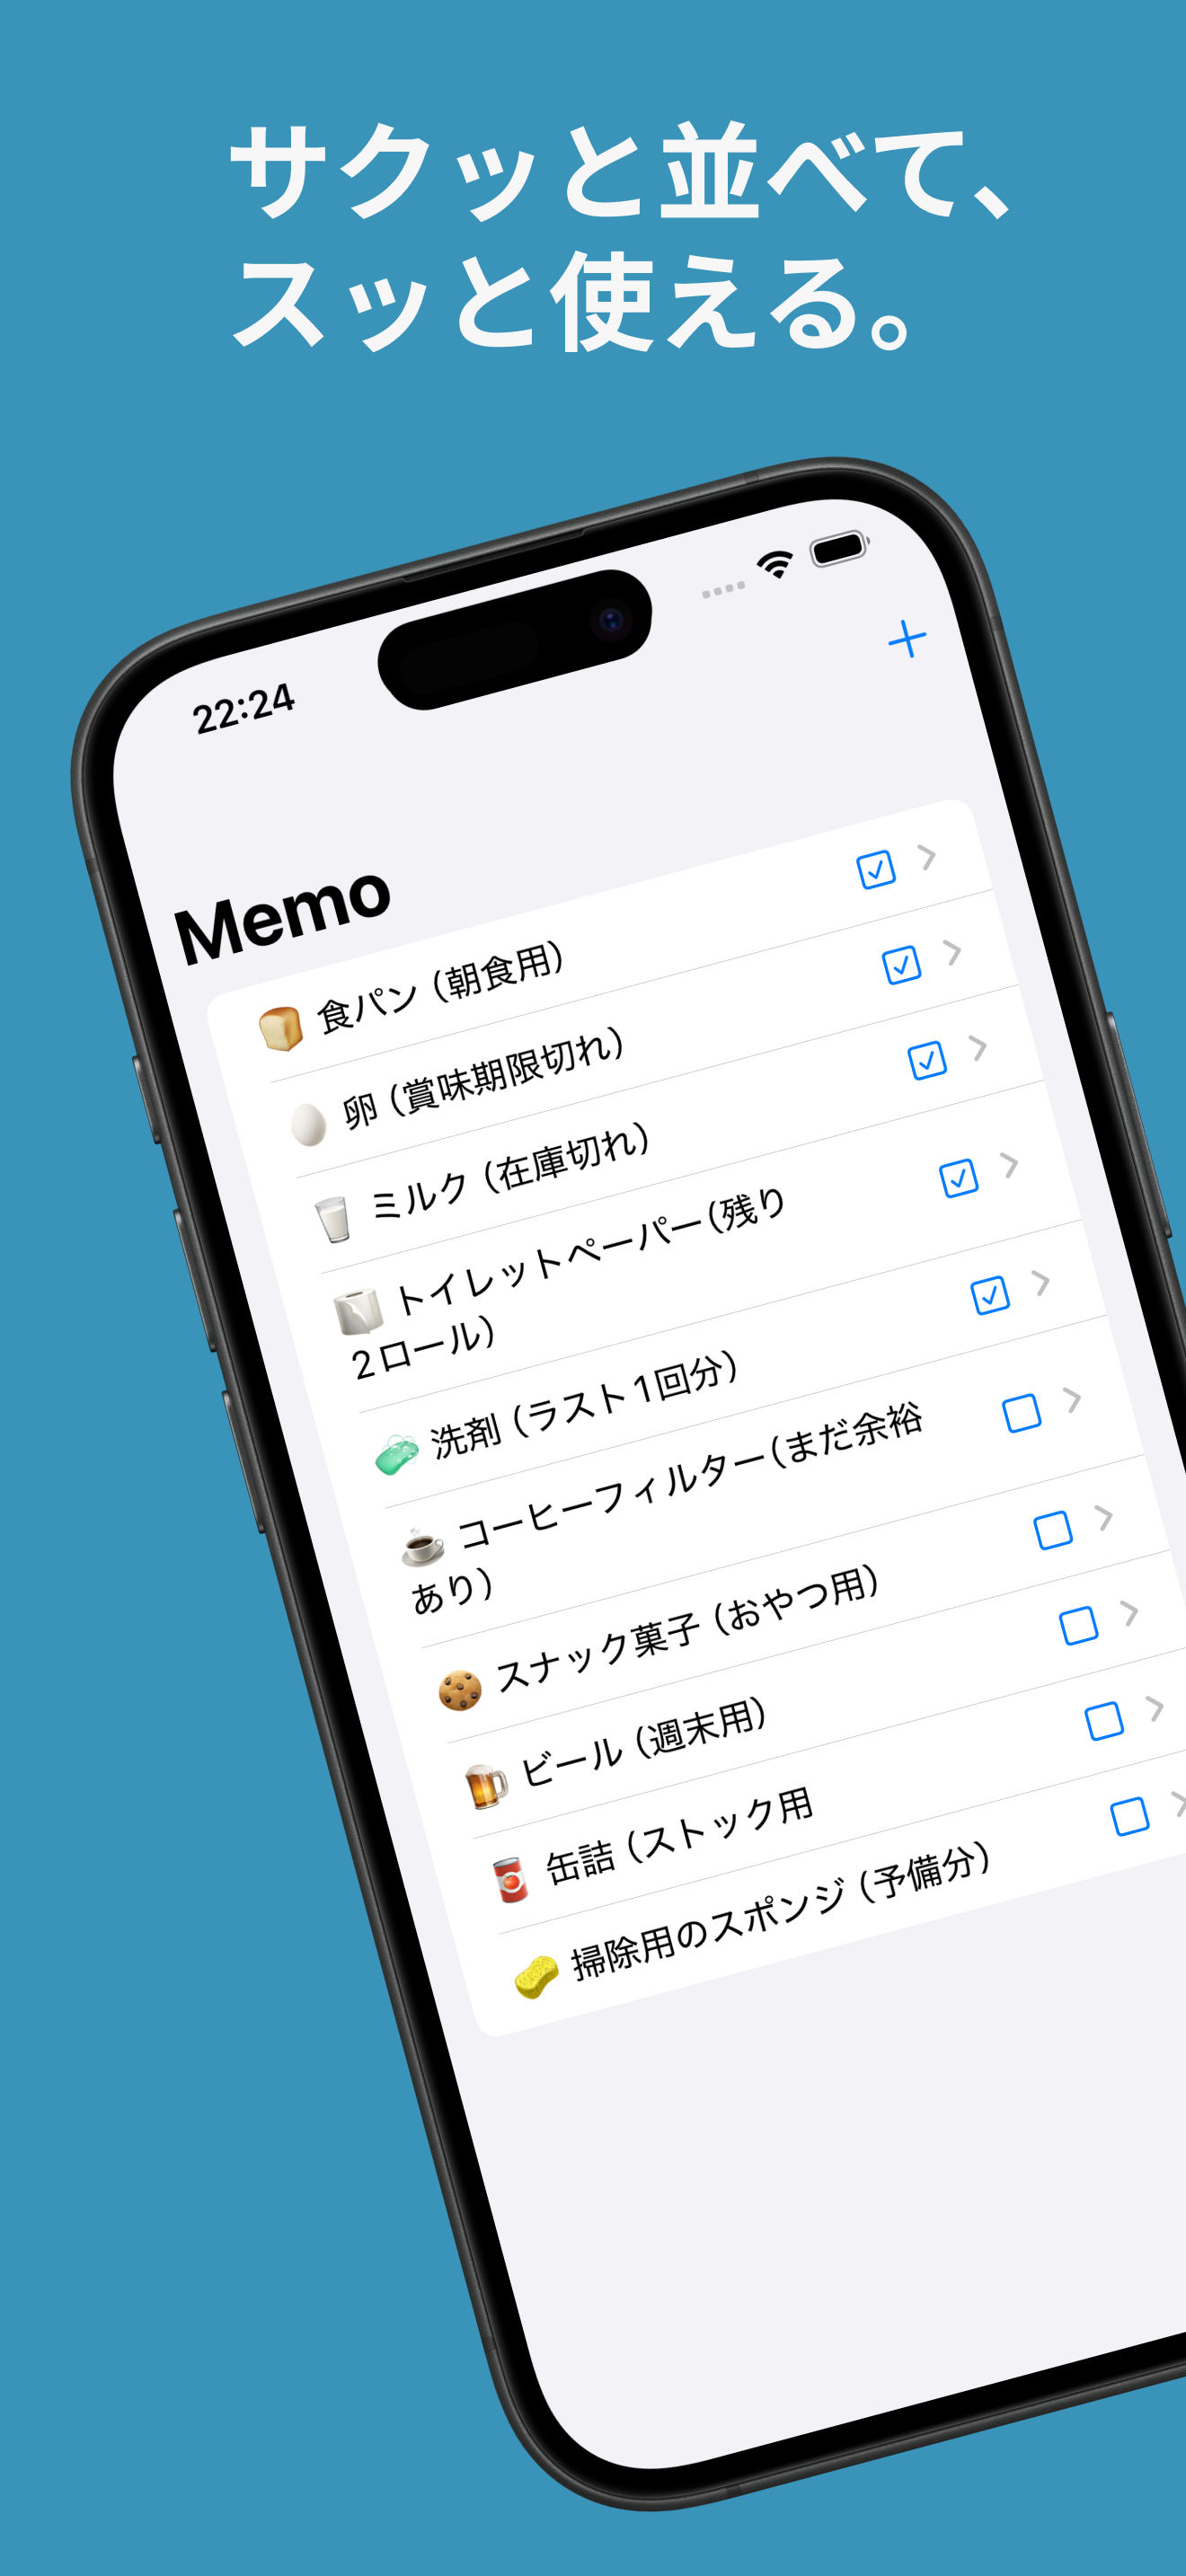 サクッと並べて、
スッと使える。
22:24
Memo
食パン（朝食用）
卵（賞味期限切れ）
ミルク（在庫切れ）
トイレットペーパー（残り
2ロール）
洗剤（ラスト1回分）
コーヒーフィルター（まだ余裕
あり）
スナック菓子（おやつ用）
ビール（週末用）
缶詰（ストック用
掃除用のスポンジ（予備分）